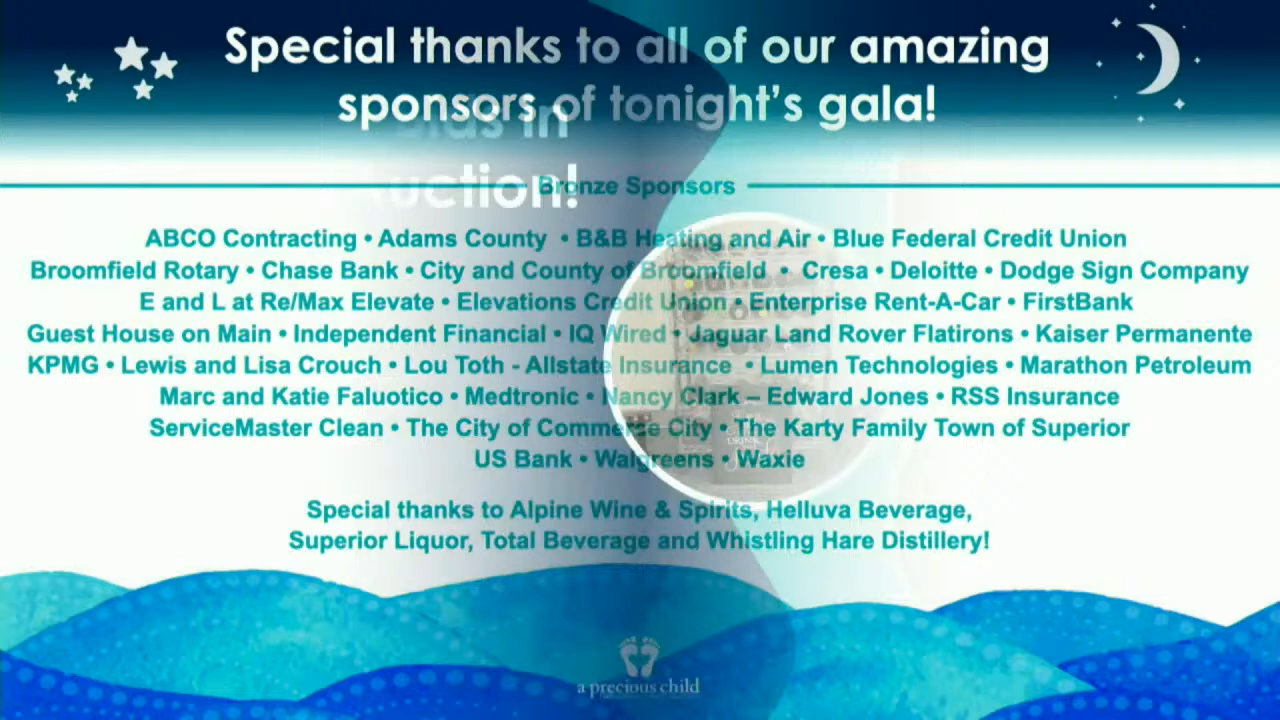 Special thanks to all of our amazing
sponsors of tonight's gala!
in
uction!
Bronze Sponsors
ABCO Contracting • Adams County • B&B Heating and Air • Blue Federal Credit Union
Broomfield Rotary • Chase Bank • City and County of Broomfield • Cresa • Deloitte • Dodge Sign Company
E and L at Re/Max Elevate • Elevations Credit Union • Enterprise Rent-A-Car • FirstBank
Guest House on Main • Independent Financial • IQ Wired • Jaguar Land Rover Flatirons • Kaiser Permanente
KPMG • Lewis and Lisa Crouch • Lou Toth - Allstate Insurance • Lumen Technologies • Marathon Petroleum
Marc and Katie Faluotico • Medtronic • Nancy Clark – Edward Jones • RSS Insurance
ServiceMaster Clean • The City of Commerce City • The Karty Family Town of Superior
US Bank • Walgreens • Waxie
DRINK
Special thanks to Alpine Wine & Spirits, Helluva Beverage,
Superior Liquor, Total Beverage and Whistling Hare Distillery!
a precious child